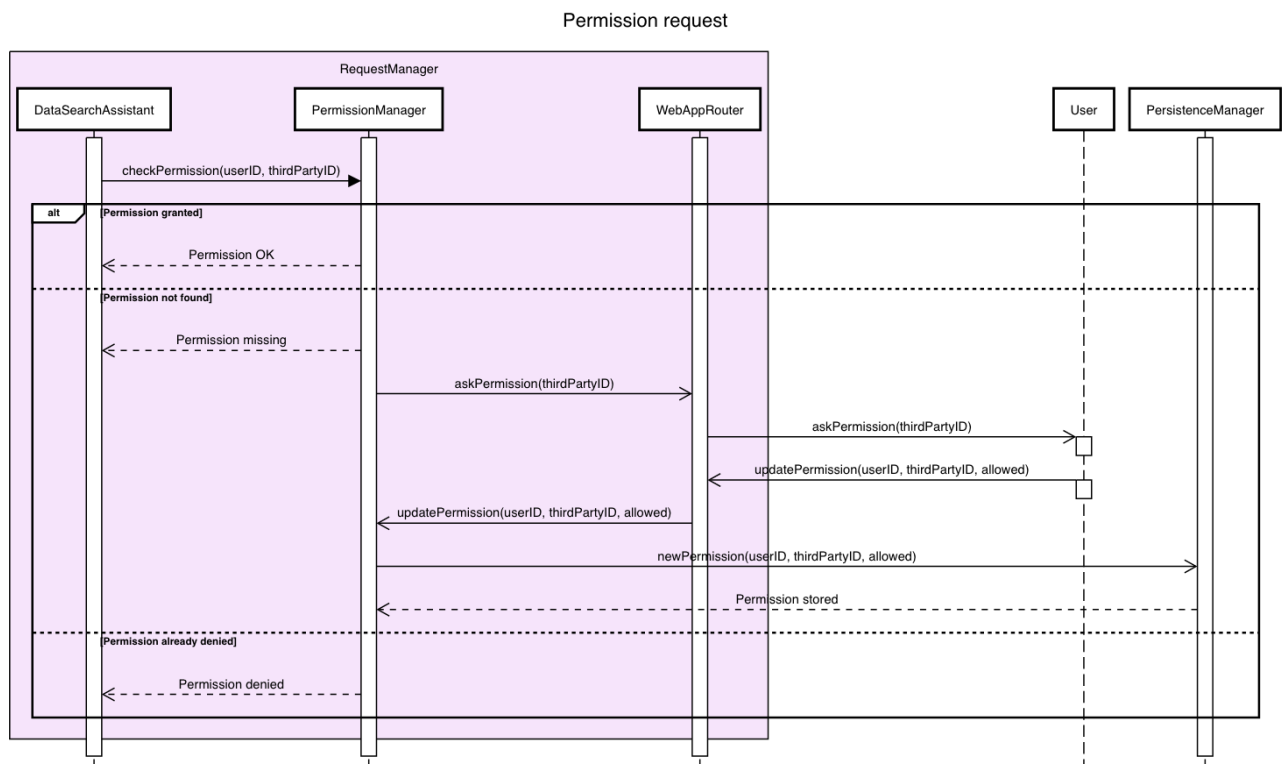 Permission request
RequestManager
DataSearchAssistant
PermissionManager
WebAppRouter
User
PersistenceManager
checkPermission(userID, thirdPartyID)
alt
[Permission granted]
Permission OK
[Permission not found]
Permission missing
askPermission(thirdPartyID)
askPermission(thirdPartyID)
updatePermission(userID, thirdPartyID, allowed)
updatePermission(userID, thirdPartyID, allowed)
newPermission(userID, thirdPartyID, allowed)
Permission stored
[Permission already denied]
Permission denied